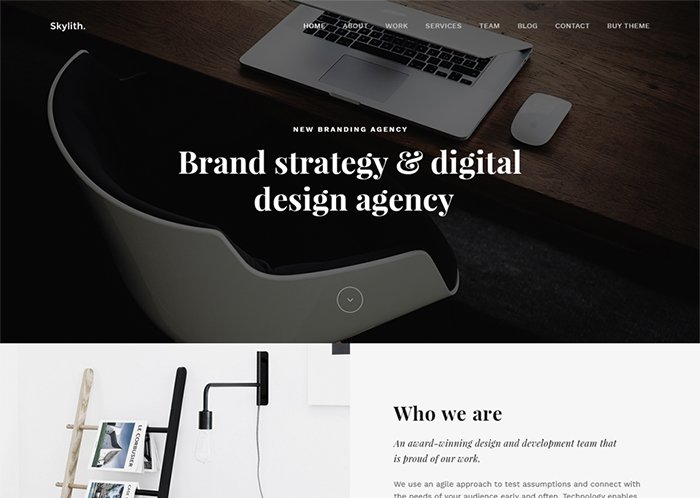 Skylith.
HOME ABOUT WORK SERVICES TEAM BLOG CONTACT BUY THEME
NEW BRANDING AGENCY
Brand strategy & digital
design agency
LE CORBUSIER
Who we are
An award-winning design and development team that
is proud of our work.
We use an agile approach to test assumptions and connect with
the needs of your audience early and often. Technology enables